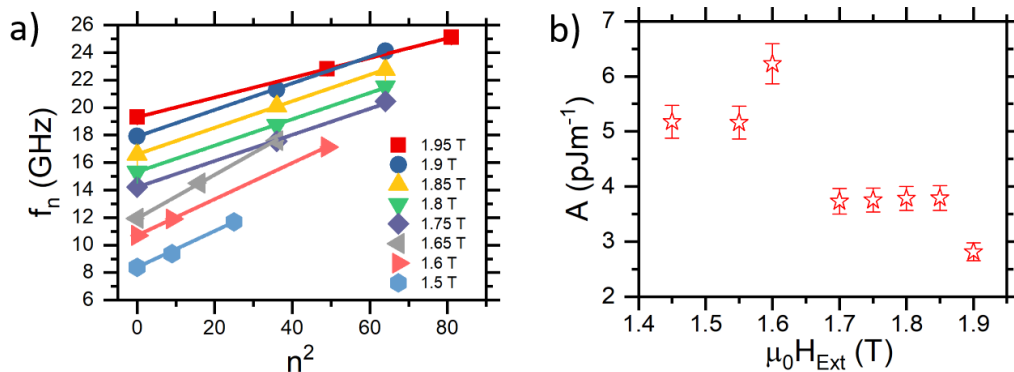 a)
f_n (GHz)
26
24
22
20
18
16
14
12
10
8
6
0
20
40
60
80
n²
1.95 T
1.9 T
1.85 T
1.8 T
1.75 T
1.65 T
1.6 T
1.5 T
b)
A (pJm⁻¹)
7
6
5
4
3
2
1.4
1.5
1.6
1.7
1.8
1.9
μ₀H_Ext (T)